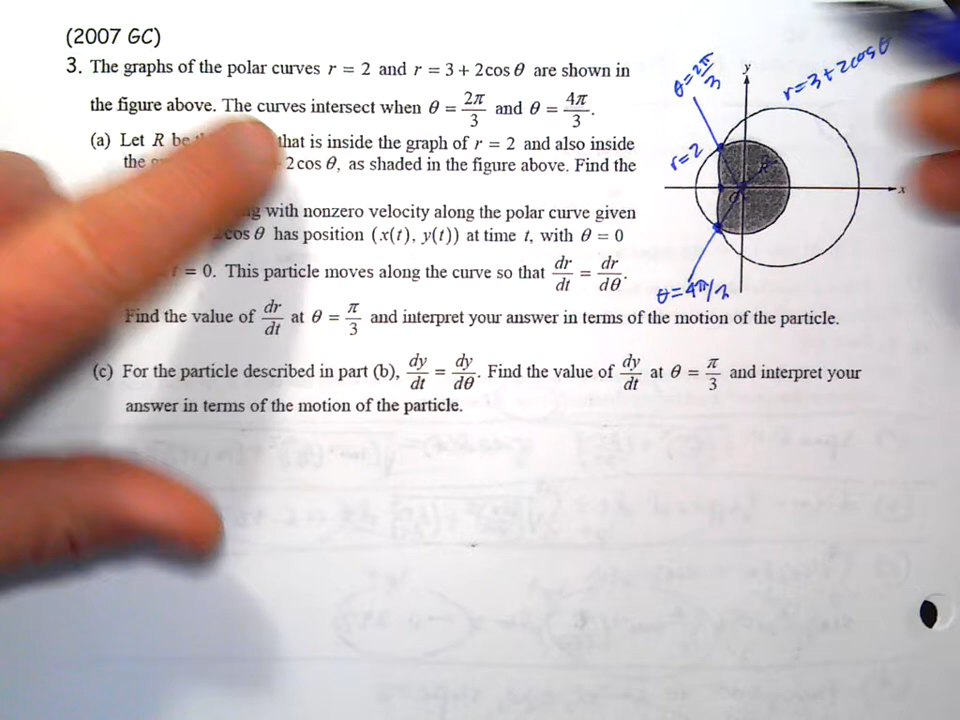 (2007 GC)
3. The graphs of the polar curves r = 2 and r = 3 + 2cos θ are shown in
the figure above. The curves intersect when θ = 2π/3 and θ = 4π/3.
(a) Let R be that is inside the graph of r = 2 and also inside
the 2 cos θ, as shaded in the figure above. Find the
with nonzero velocity along the polar curve given
cos θ has position (x(t), y(t)) at time t, with θ = 0
t = 0. This particle moves along the curve so that dr/dt = dr/dθ.
Find the value of dr/dt at θ = π/3 and interpret your answer in terms of the motion of the particle.
(c) For the particle described in part (b), dy/dt = dy/dθ. Find the value of dy/dt at θ = π/3 and interpret your
answer in terms of the motion of the particle.
θ=2π/3
y
r=3+2cos θ
r=2
R
x
θ=4π/3